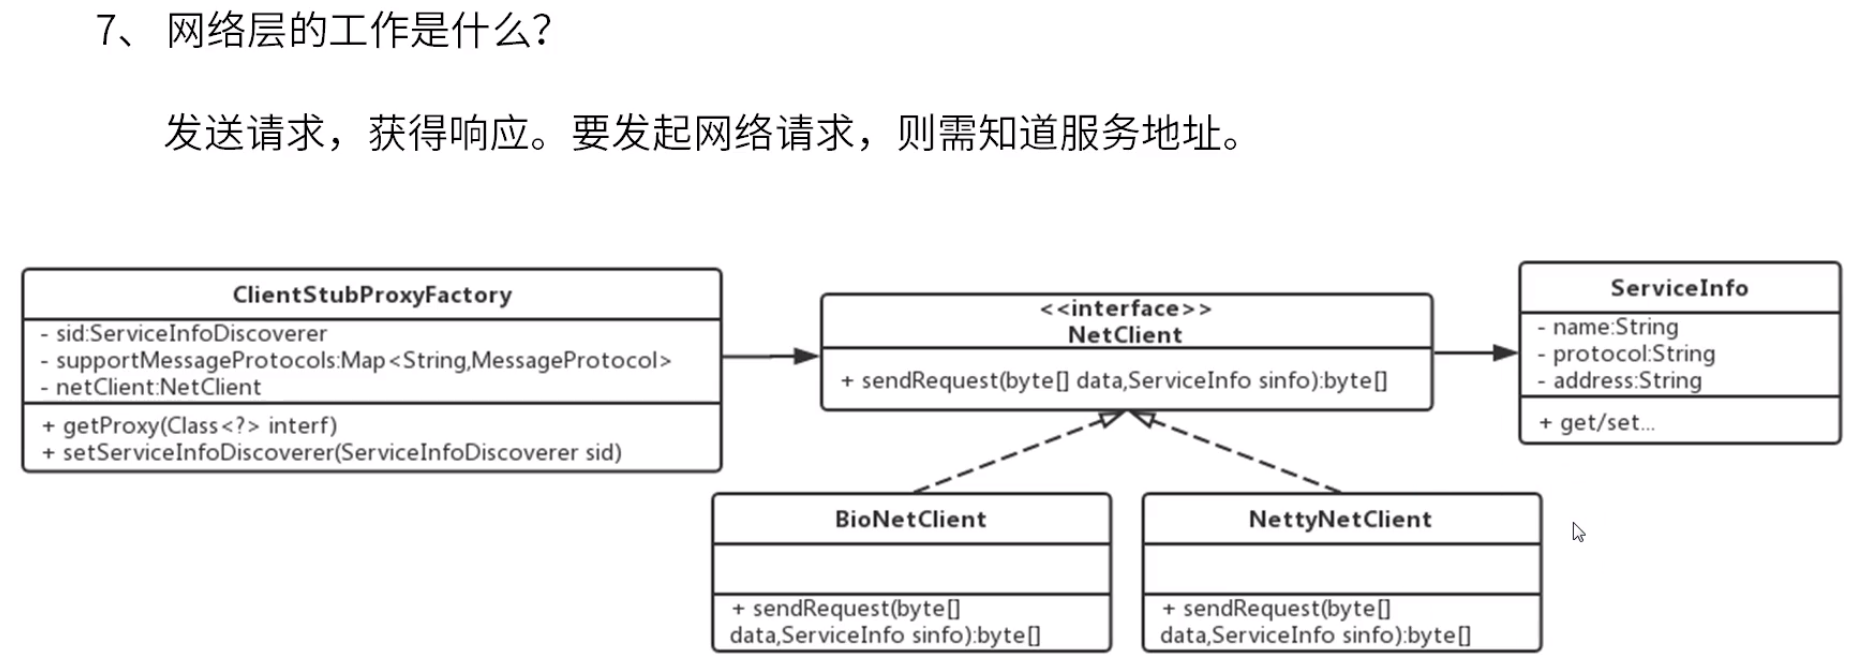 7、 网络层的工作是什么？
发送请求，获得响应。要发起网络请求，则需知道服务地址。
ClientStubProxyFactory
- sid:ServiceInfoDiscoverer
- supportMessageProtocols:Map<String,MessageProtocol>
- netClient:NetClient
+ getProxy(Class<?> interf)
+ setServiceInfoDiscoverer(ServiceInfoDiscoverer sid)
<<interface>>
NetClient
+ sendRequest(byte[] data,ServiceInfo sinfo):byte[]
ServiceInfo
- name:String
- protocol:String
- address:String
+ get/set...
BioNetClient
+ sendRequest(byte[]
data,ServiceInfo sinfo):byte[]
NettyNetClient
+ sendRequest(byte[]
data,ServiceInfo sinfo):byte[]